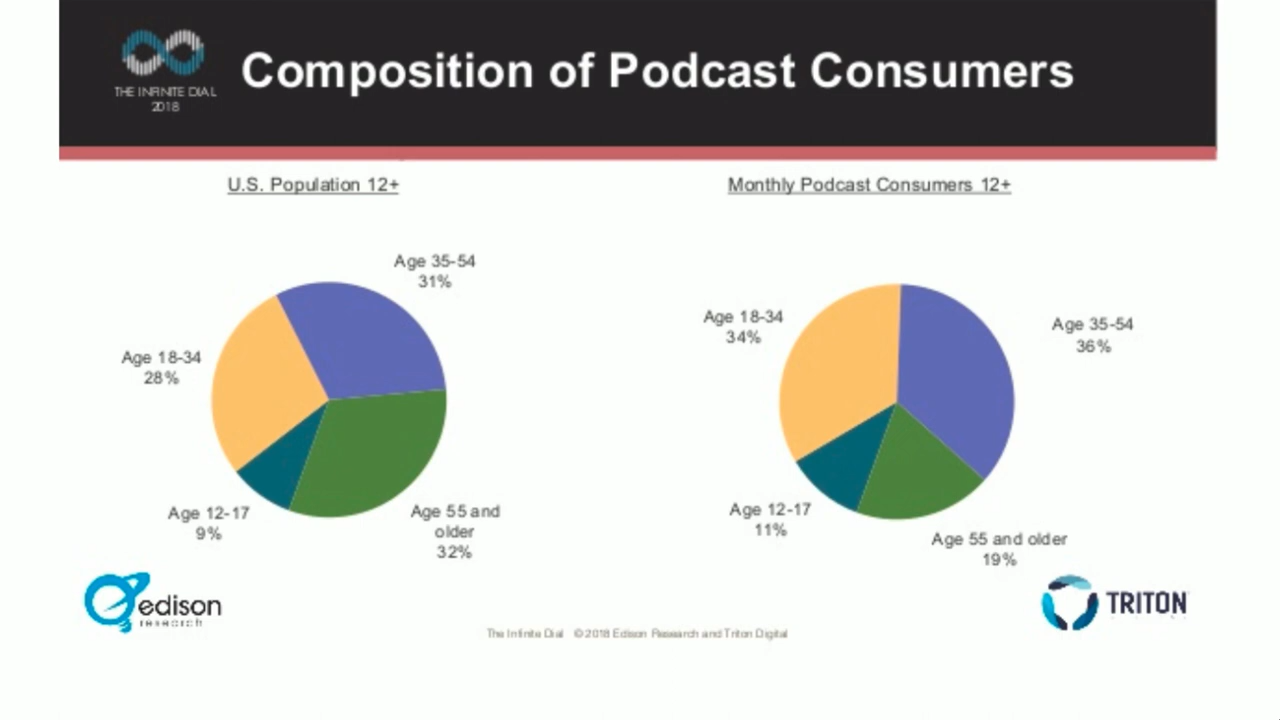 THE INFINITE DIAL
2018
Composition of Podcast Consumers
U.S. Population 12+
Age 35-54
31%
Age 18-34
28%
Age 12-17
9%
Age 55 and
older
32%
Monthly Podcast Consumers 12+
Age 18-34
34%
Age 35-54
36%
Age 12-17
11%
Age 55 and older
19%
edison
research
The Infinite Dial © 2018 Edison Research and Triton Digital
TRITON